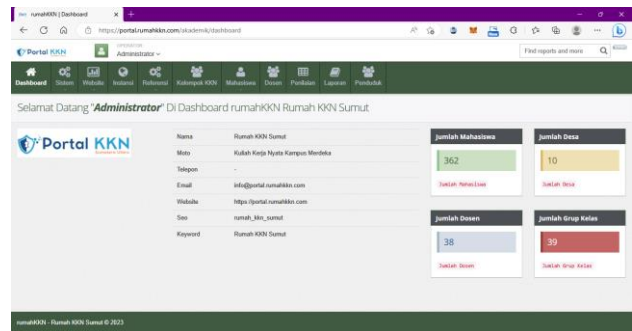 rumahKKN | Dashboard
https://portal.rumahkkn.com/akademik/dashboard
Portal KKN
OPERATOR
Administrator
Find reports and more
Dashboard Sistem Website Instansi Referensi Kelompok KKN Mahasiswa Dosen Penilaian Laporan Penduduk
Selamat Datang "Administrator" Di Dashboard rumahKKN Rumah KKN Sumut
Portal KKN
Nama Rumah KKN Sumut
Moto Kuliah Kerja Nyata Kampus Merdeka
Telepon -
Email info@portal.rumahkkn.com
Website https://portal.rumahkkn.com
Seo rumah_kkn_sumut
Keyword Rumah KKN Sumut
Jumlah Mahasiswa
362
Jumlah Mahasiswa
Jumlah Desa
10
Jumlah Desa
Jumlah Dosen
38
Jumlah Dosen
Jumlah Grup Kelas
39
Jumlah Grup Kelas
rumahKKN - Rumah KKN Sumut © 2023